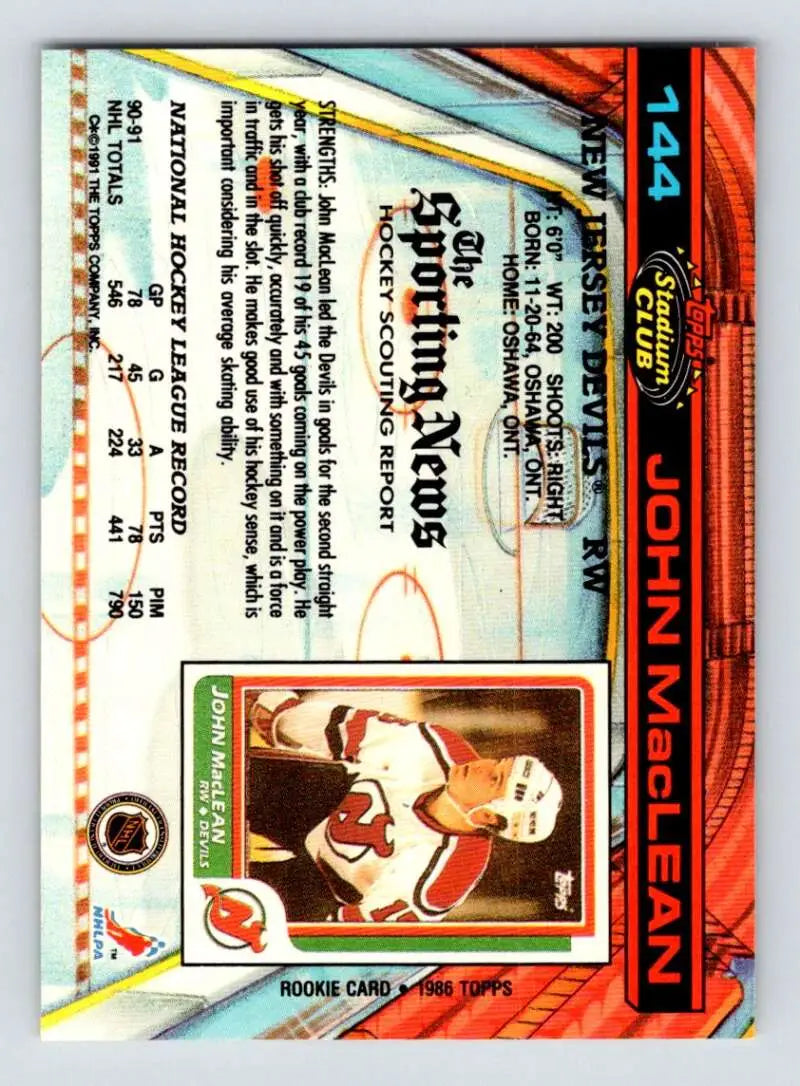 144
Topps
Stadium
CLUB
JOHN MacLEAN
NEW JERSEY DEVILS® RW
HT: 6'0" WT: 200 SHOOTS: RIGHT
BORN: 11-20-64, OSHAWA, ONT.
HOME: OSHAWA, ONT.
The
Sporting News
HOCKEY SCOUTING REPORT
STRENGTHS: John MacLean led the Devils in goals for the second straight
year, with a club record 19 of his 45 goals coming on the power play. He
gets his shot off quickly, accurately and with something on it and is a force
in traffic and in the slot. He makes good use of his hockey sense, which is
important considering his average skating ability.
NATIONAL HOCKEY LEAGUE RECORD
GP G A PTS PIM
90-91 78 45 33 78 150
NHL TOTALS 546 217 224 441 790
C*©1991 THE TOPPS COMPANY, INC.
Topps
JOHN MacLEAN
RW ♦ DEVILS
ROOKIE CARD • 1986 TOPPS
NHL
NHLPA
™